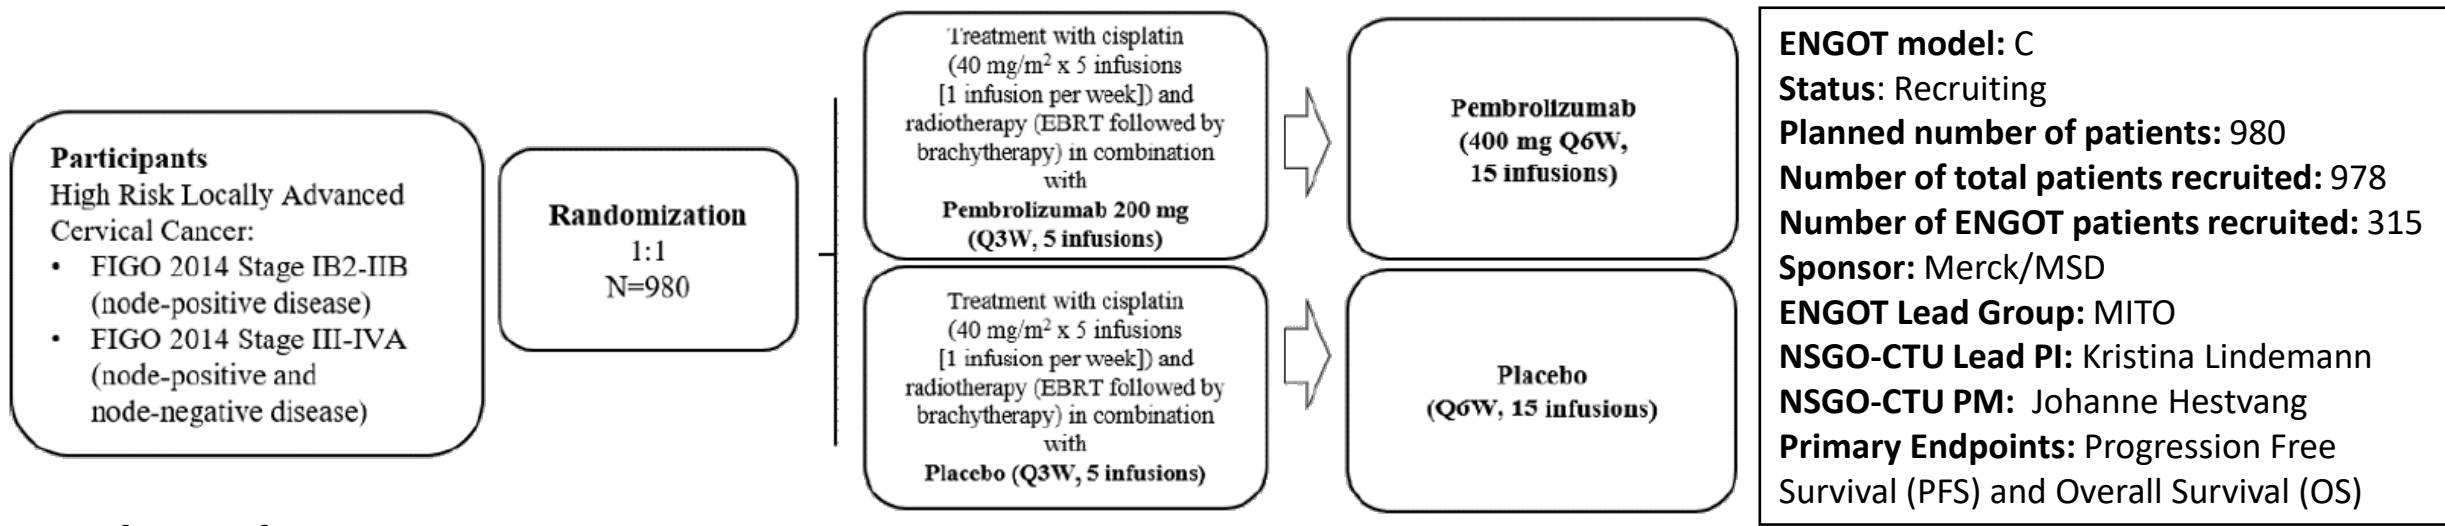 Participants
High Risk Locally Advanced
Cervical Cancer:
• FIGO 2014 Stage IB2-IIB
(node-positive disease)
• FIGO 2014 Stage III-IVA
(node-positive and
node-negative disease)
Randomization
1:1
N=980
Treatment with cisplatin
(40 mg/m² x 5 infusions
[1 infusion per week]) and
radiotherapy (EBRT followed by
brachytherapy) in combination
with
Pembrolizumab 200 mg
(Q3W, 5 infusions)
Pembrolizumab
(400 mg Q6W,
15 infusions)
Treatment with cisplatin
(40 mg/m² x 5 infusions
[1 infusion per week]) and
radiotherapy (EBRT followed by
brachytherapy) in combination
with
Placebo (Q3W, 5 infusions)
Placebo
(Q6W, 15 infusions)
ENGOT model: C
Status: Recruiting
Planned number of patients: 980
Number of total patients recruited: 978
Number of ENGOT patients recruited: 315
Sponsor: Merck/MSD
ENGOT Lead Group: MITO
NSGO-CTU Lead PI: Kristina Lindemann
NSGO-CTU PM: Johanne Hestvang
Primary Endpoints: Progression Free
Survival (PFS) and Overall Survival (OS)